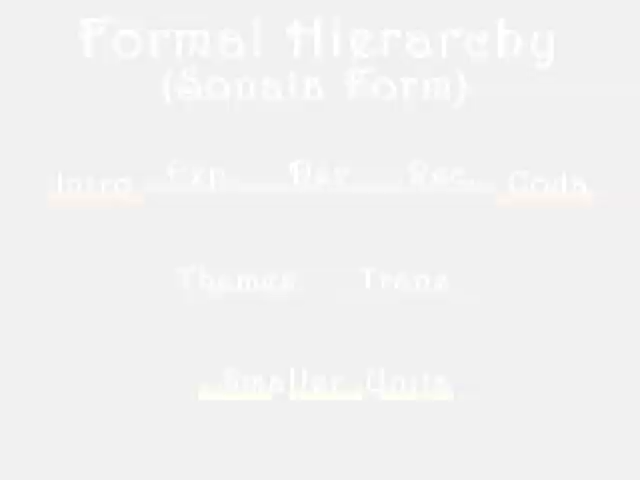 Formal Hierarchy
(Sonata Form)
Intro Exp. Dev. Rec. Coda
Themes Trans.
Smaller Units